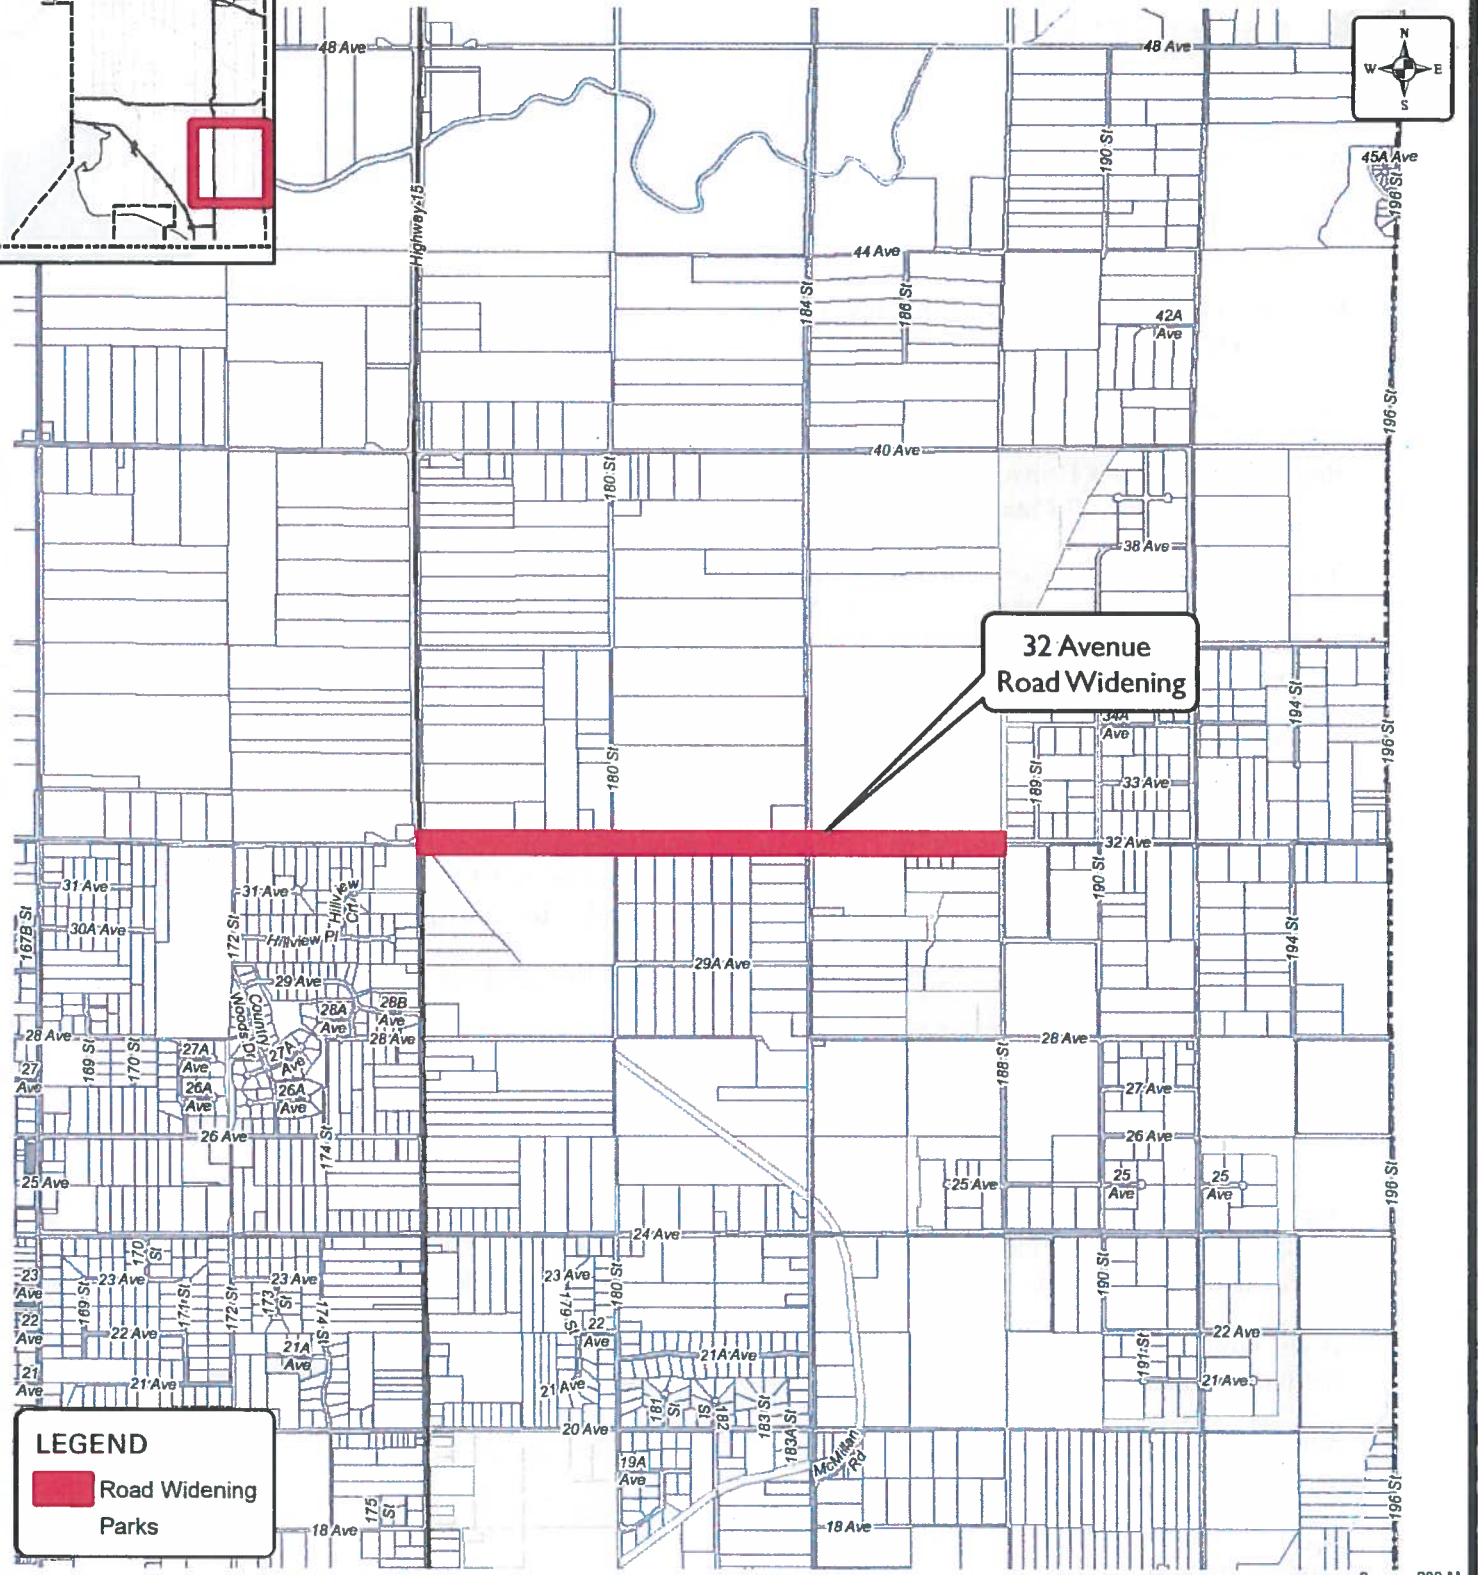 48 Ave
48 Ave
N
W E
S
190 St
45A Ave
196 St
Highway 15
44 Ave
184 St
186 St
42A
Ave
196 St
40 Ave
180 St
38 Ave
32 Avenue
Road Widening
34A
Ave
194 St
196 St
180 St
189 St
33 Ave
32 Ave
31 Ave
31 Ave
Hillview
Crt
190 St
30A Ave
167B St
172 St
Hillview Pl
194 St
29A Ave
29 Ave
28A
Ave
28B
Ave
Country
Woods Dr
28 Ave
28 Ave
28 Ave
27
Ave
169 St
170 St
27A
Ave
27A
Ave
188 St
26A
Ave
26A
Ave
27 Ave
26 Ave
174 St
26 Ave
25 Ave
25 Ave
25
Ave
25
Ave
196 St
24 Ave
170
St
23
Ave
23 Ave
23 Ave
23 Ave
169 St
171 St
172 St
173
St
174 St
179 St
180 St
190 St
22
Ave
22 Ave
22
Ave
22 Ave
21A
Ave
21A Ave
191 St
21
Ave
21 Ave
21 Ave
21 Ave
181
St
St
182
183 St
183A St
20 Ave
McMillan
Rd
19A
Ave
LEGEND
Road Widening
Parks
175
St
18 Ave
18 Ave
196 St